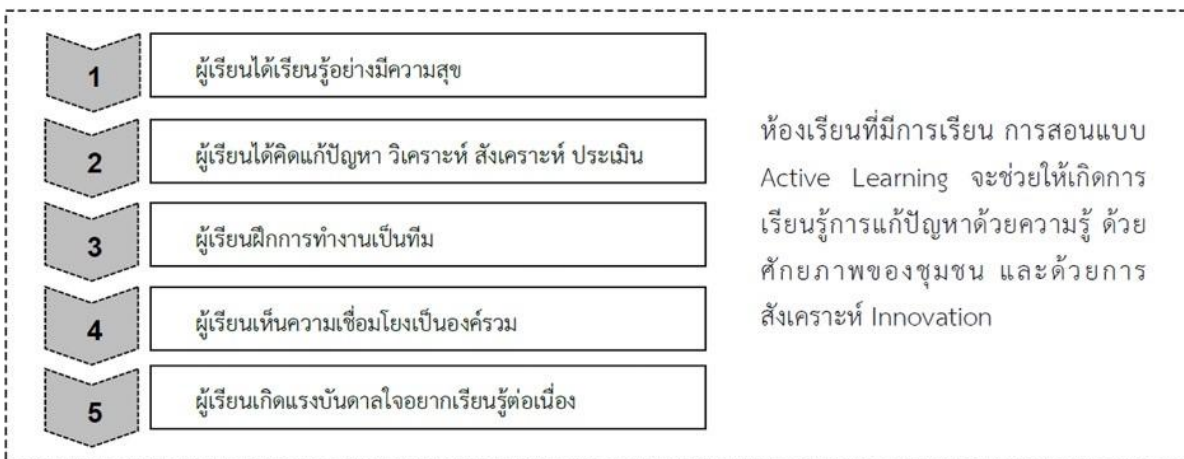 1
ผู้เรียนได้เรียนรู้อย่างมีความสุข
2
ผู้เรียนได้คิดแก้ปัญหา วิเคราะห์ สังเคราะห์ ประเมิน
3
ผู้เรียนฝึกการทำงานเป็นทีม
4
ผู้เรียนเห็นความเชื่อมโยงเป็นองค์รวม
5
ผู้เรียนเกิดแรงบันดาลใจอยากเรียนรู้ต่อเนื่อง
ห้องเรียนที่มีการเรียน การสอนแบบ
Active Learning จะช่วยให้เกิดการ
เรียนรู้การแก้ปัญหาด้วยความรู้ ด้วย
ศักยภาพของชุมชน และด้วยการ
สังเคราะห์ Innovation